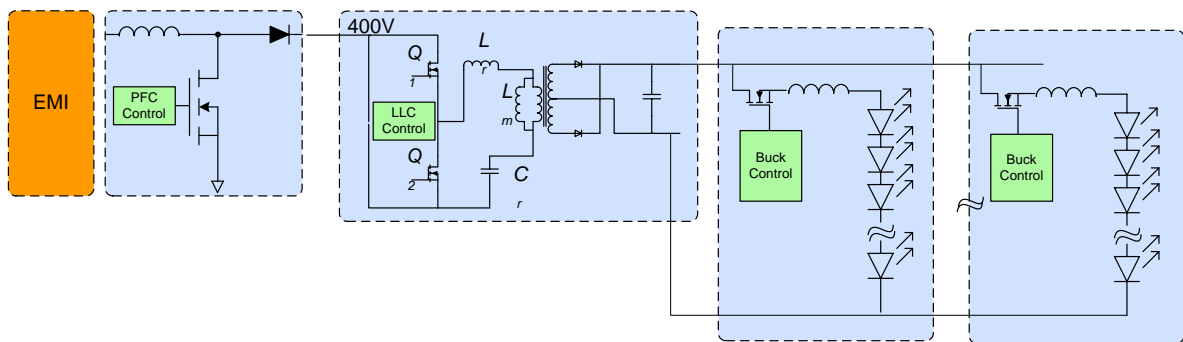 EMI
PFC
Control
400V
Q
1
LLC
Control
Q
2
L
r
L
m
C
r
Buck
Control
Buck
Control